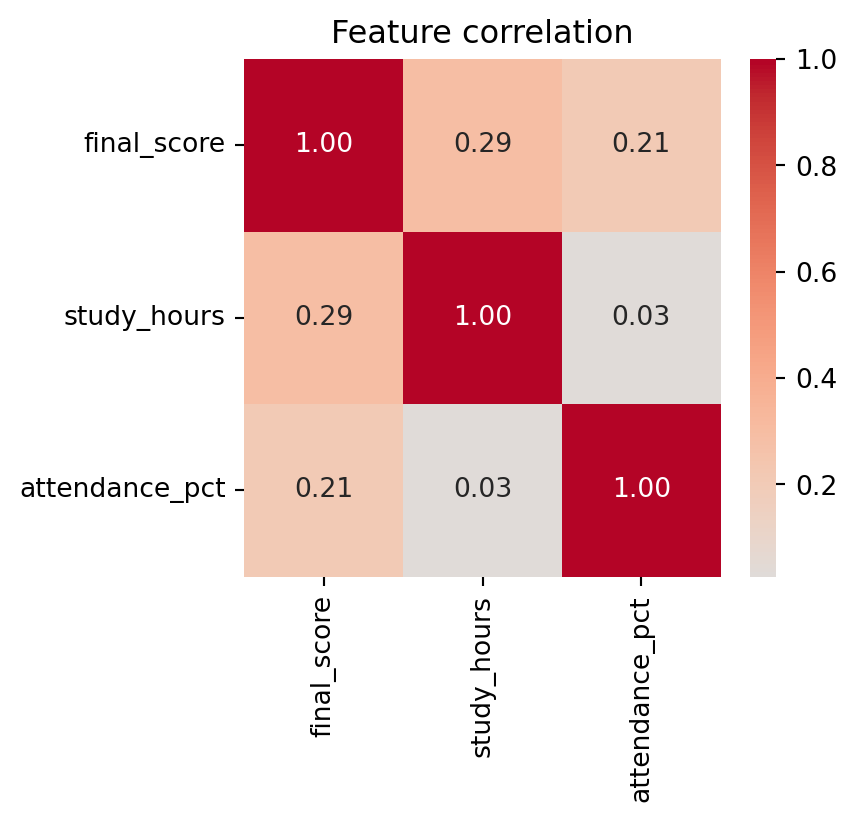 Feature correlation
final_score
1.00
0.29
0.21
study_hours
0.29
1.00
0.03
attendance_pct
0.21
0.03
1.00
final_score
study_hours
attendance_pct
1.0
0.8
0.6
0.4
0.2